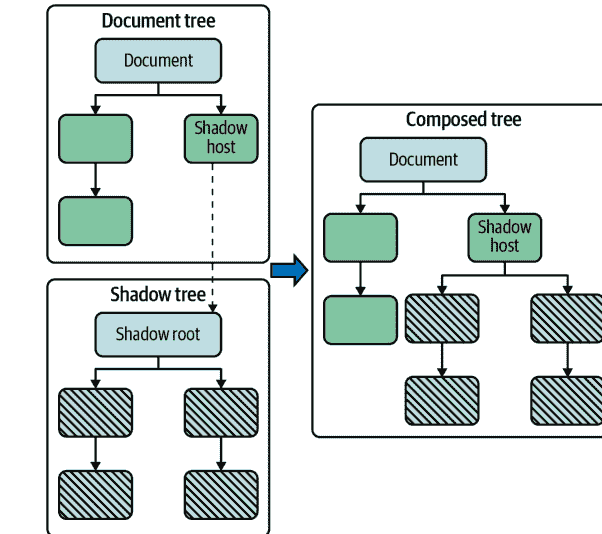 Document tree
Document
Shadow
host
Shadow tree
Shadow root
Composed tree
Document
Shadow
host